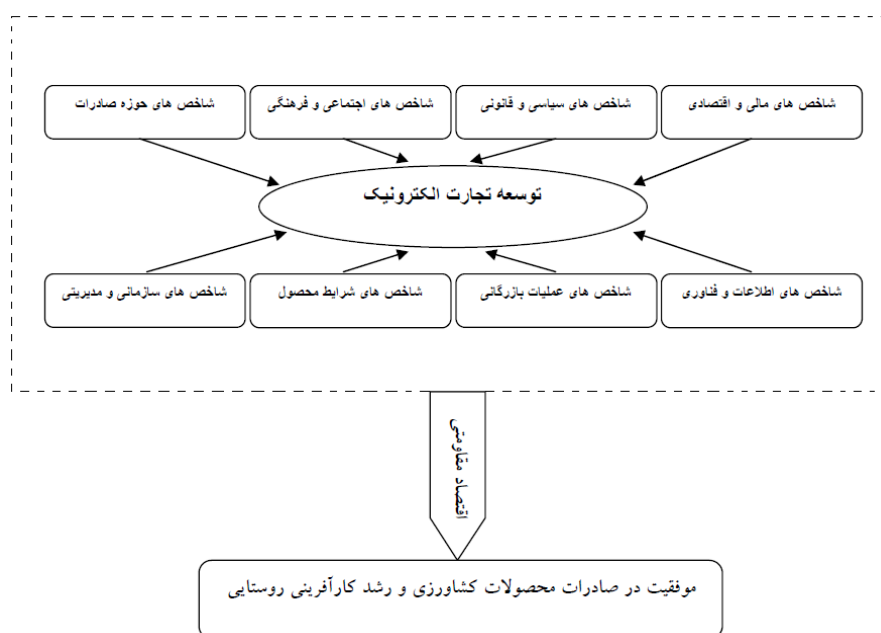 شاخص های مالی و اقتصادی
شاخص های سیاسی و قانونی
شاخص های اجتماعی و فرهنگی
شاخص های حوزه صادرات
توسعه تجارت الکترونیک
شاخص های اطلاعات و فناوری
شاخص های عملیات بازرگانی
شاخص های شرایط محصول
شاخص های سازمانی و مدیریتی
اقتصاد مقاومتی
موفقیت در صادرات محصولات کشاورزی و رشد کارآفرینی روستایی